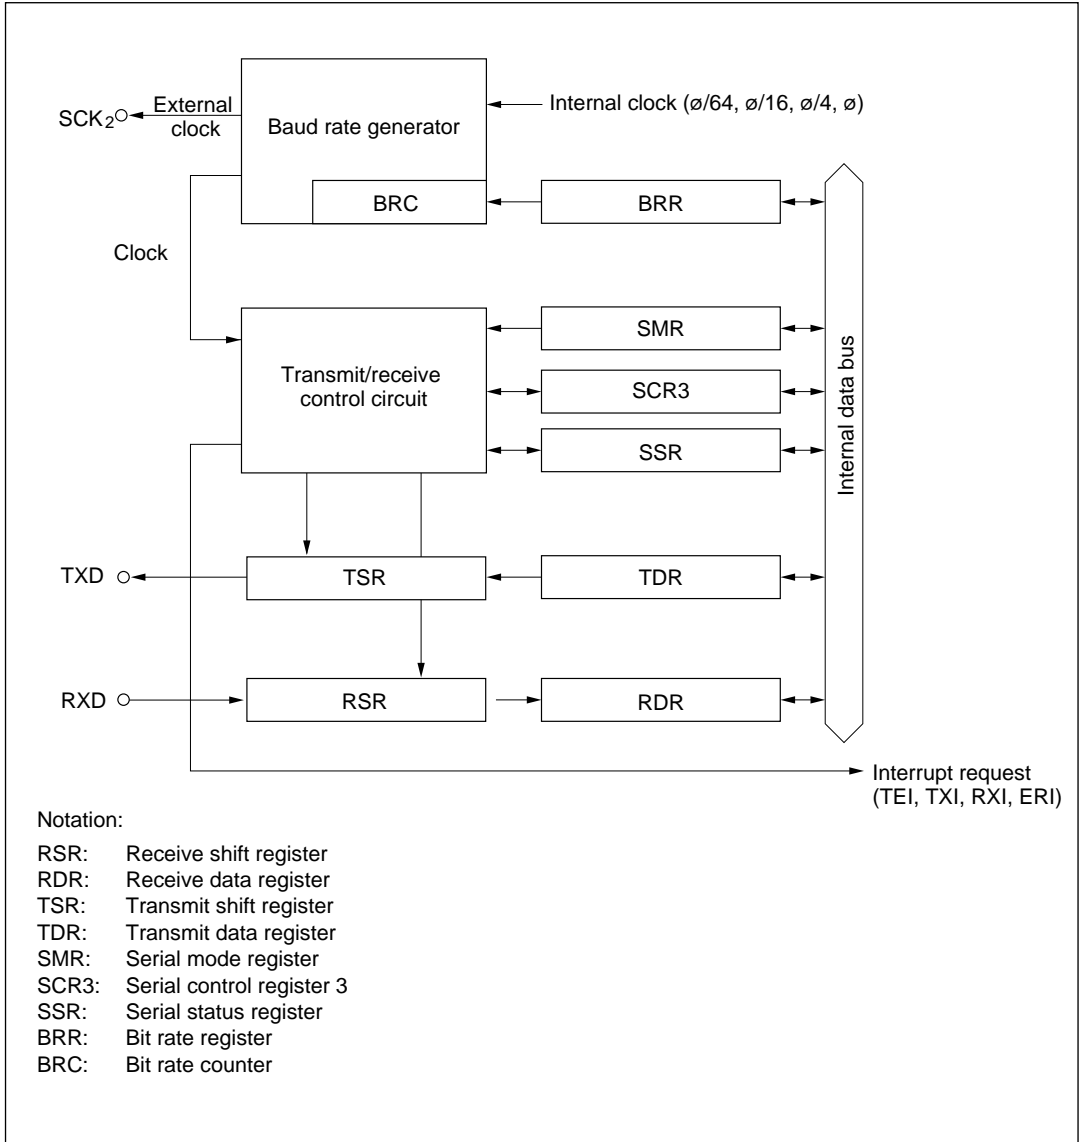 SCK2
External
clock
Baud rate generator
Internal clock (ø/64, ø/16, ø/4, ø)
BRC
BRR
Clock
SMR
Transmit/receive
control circuit
SCR3
SSR
Internal data bus
TXD
TSR
TDR
RXD
RSR
RDR
Interrupt request
(TEI, TXI, RXI, ERI)
Notation:
RSR: Receive shift register
RDR: Receive data register
TSR: Transmit shift register
TDR: Transmit data register
SMR: Serial mode register
SCR3: Serial control register 3
SSR: Serial status register
BRR: Bit rate register
BRC: Bit rate counter